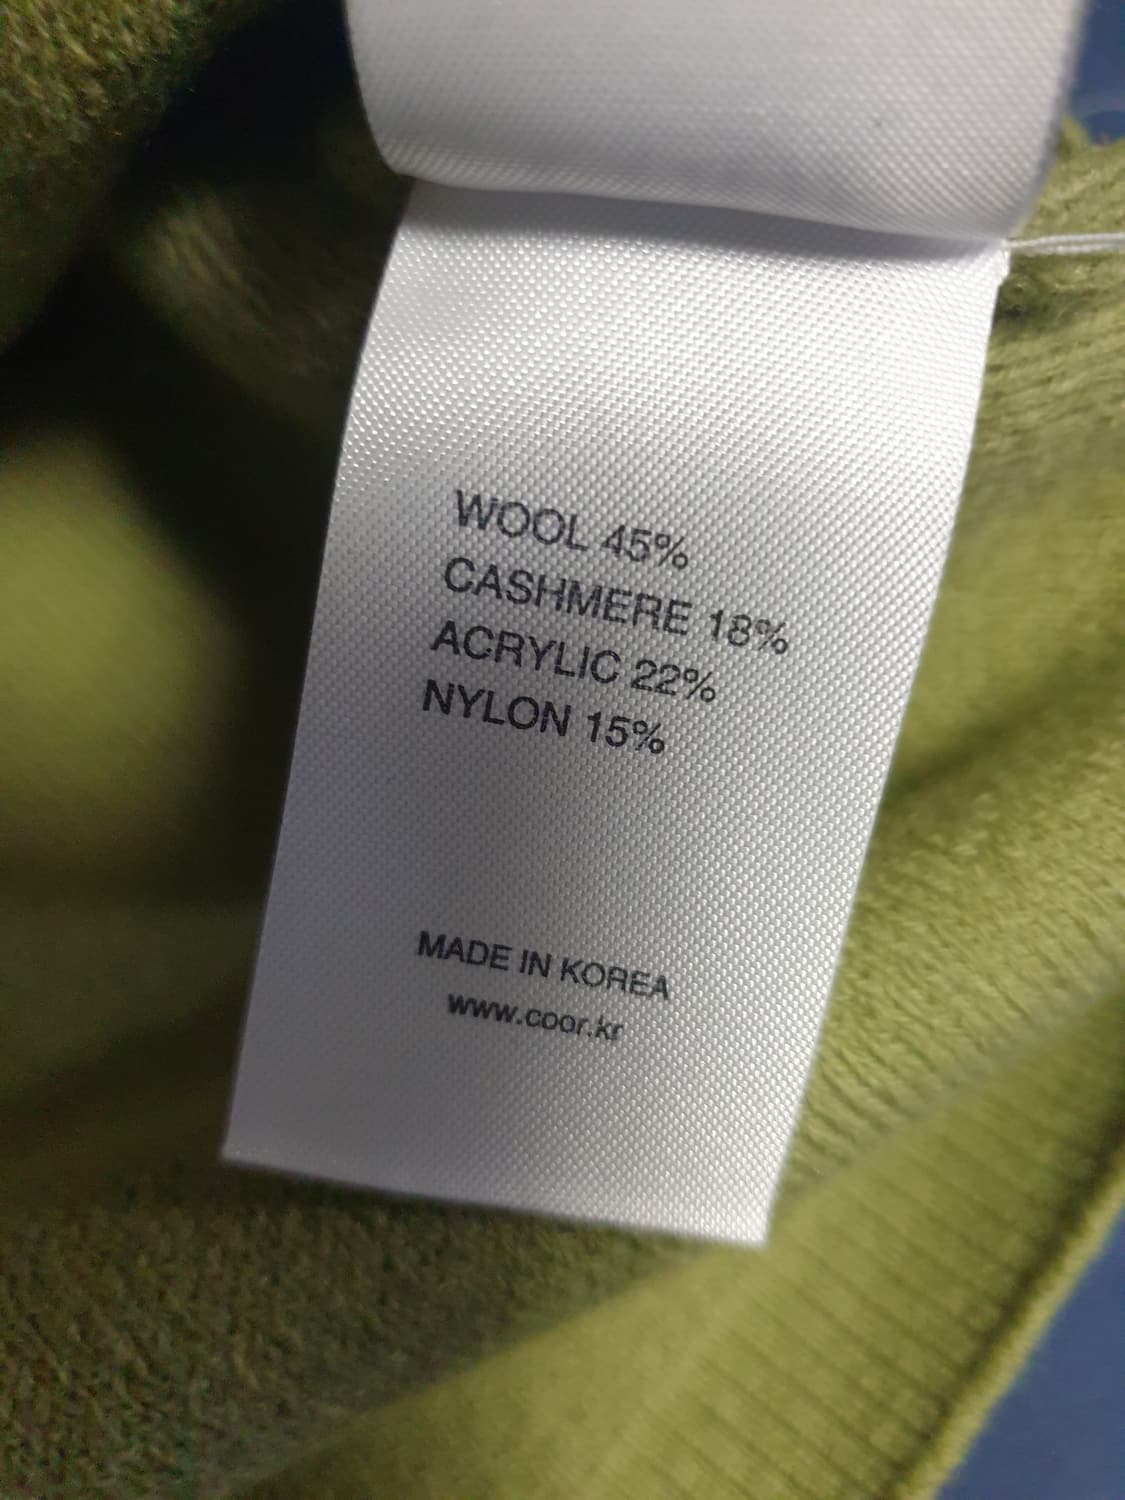 WOOL 45%
CASHMERE 18%
ACRYLIC 22%
NYLON 15%
MADE IN KOREA
www.coor.kr